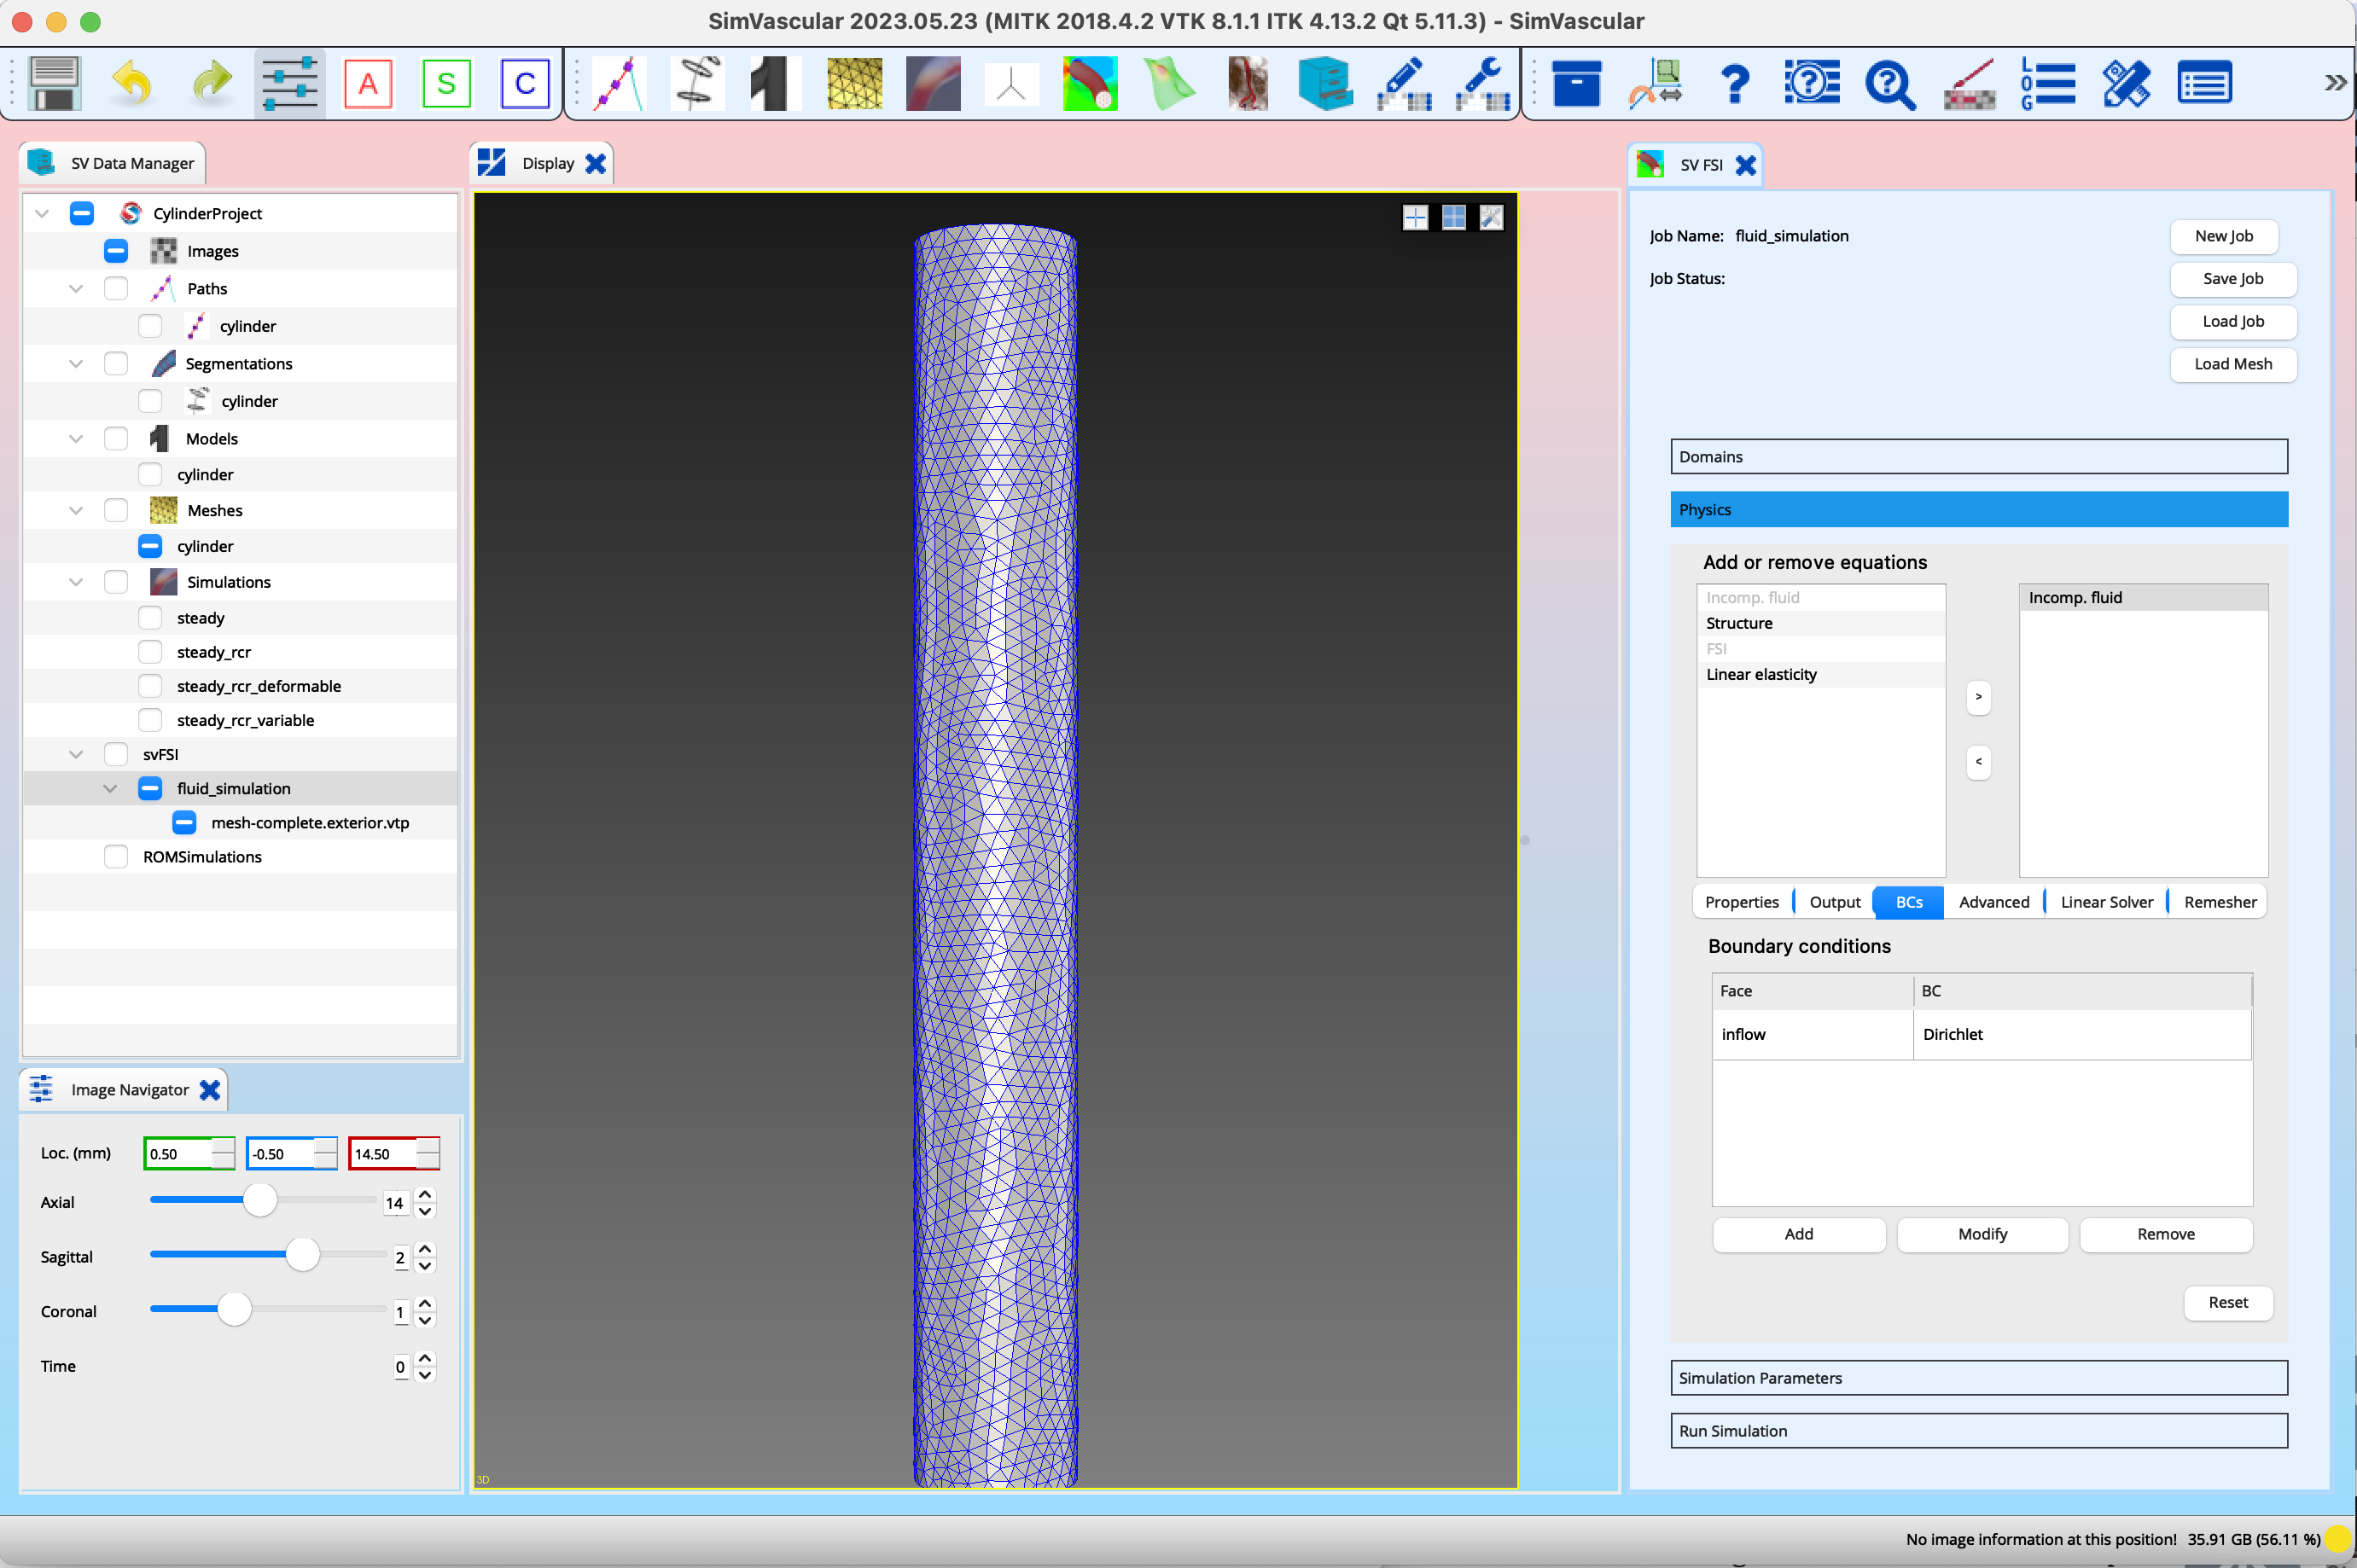 SimVascular 2023.05.23 (MITK 2018.4.2 VTK 8.1.1 ITK 4.13.2 Qt 5.11.3) - SimVascular
A S C
LOG
SV Data Manager
CylinderProject
Images
Paths
cylinder
Segmentations
cylinder
Models
cylinder
Meshes
cylinder
Simulations
steady
steady_rcr
steady_rcr_deformable
steady_rcr_variable
svFSI
fluid_simulation
mesh-complete.exterior.vtp
ROMSimulations
Image Navigator
Loc. (mm) 0.50 -0.50 14.50
Axial 14
Sagittal 2
Coronal 1
Time 0
Display
3D
SV FSI
Job Name: fluid_simulation
New Job
Job Status:
Save Job
Load Job
Load Mesh
Domains
Physics
Add or remove equations
Incomp. fluid
Structure
FSI
Linear elasticity
>
<
Incomp. fluid
Properties Output BCs Advanced Linear Solver Remesher
Boundary conditions
Face BC
inflow Dirichlet
Add Modify Remove
Reset
Simulation Parameters
Run Simulation
No image information at this position! 35.91 GB (56.11 %)